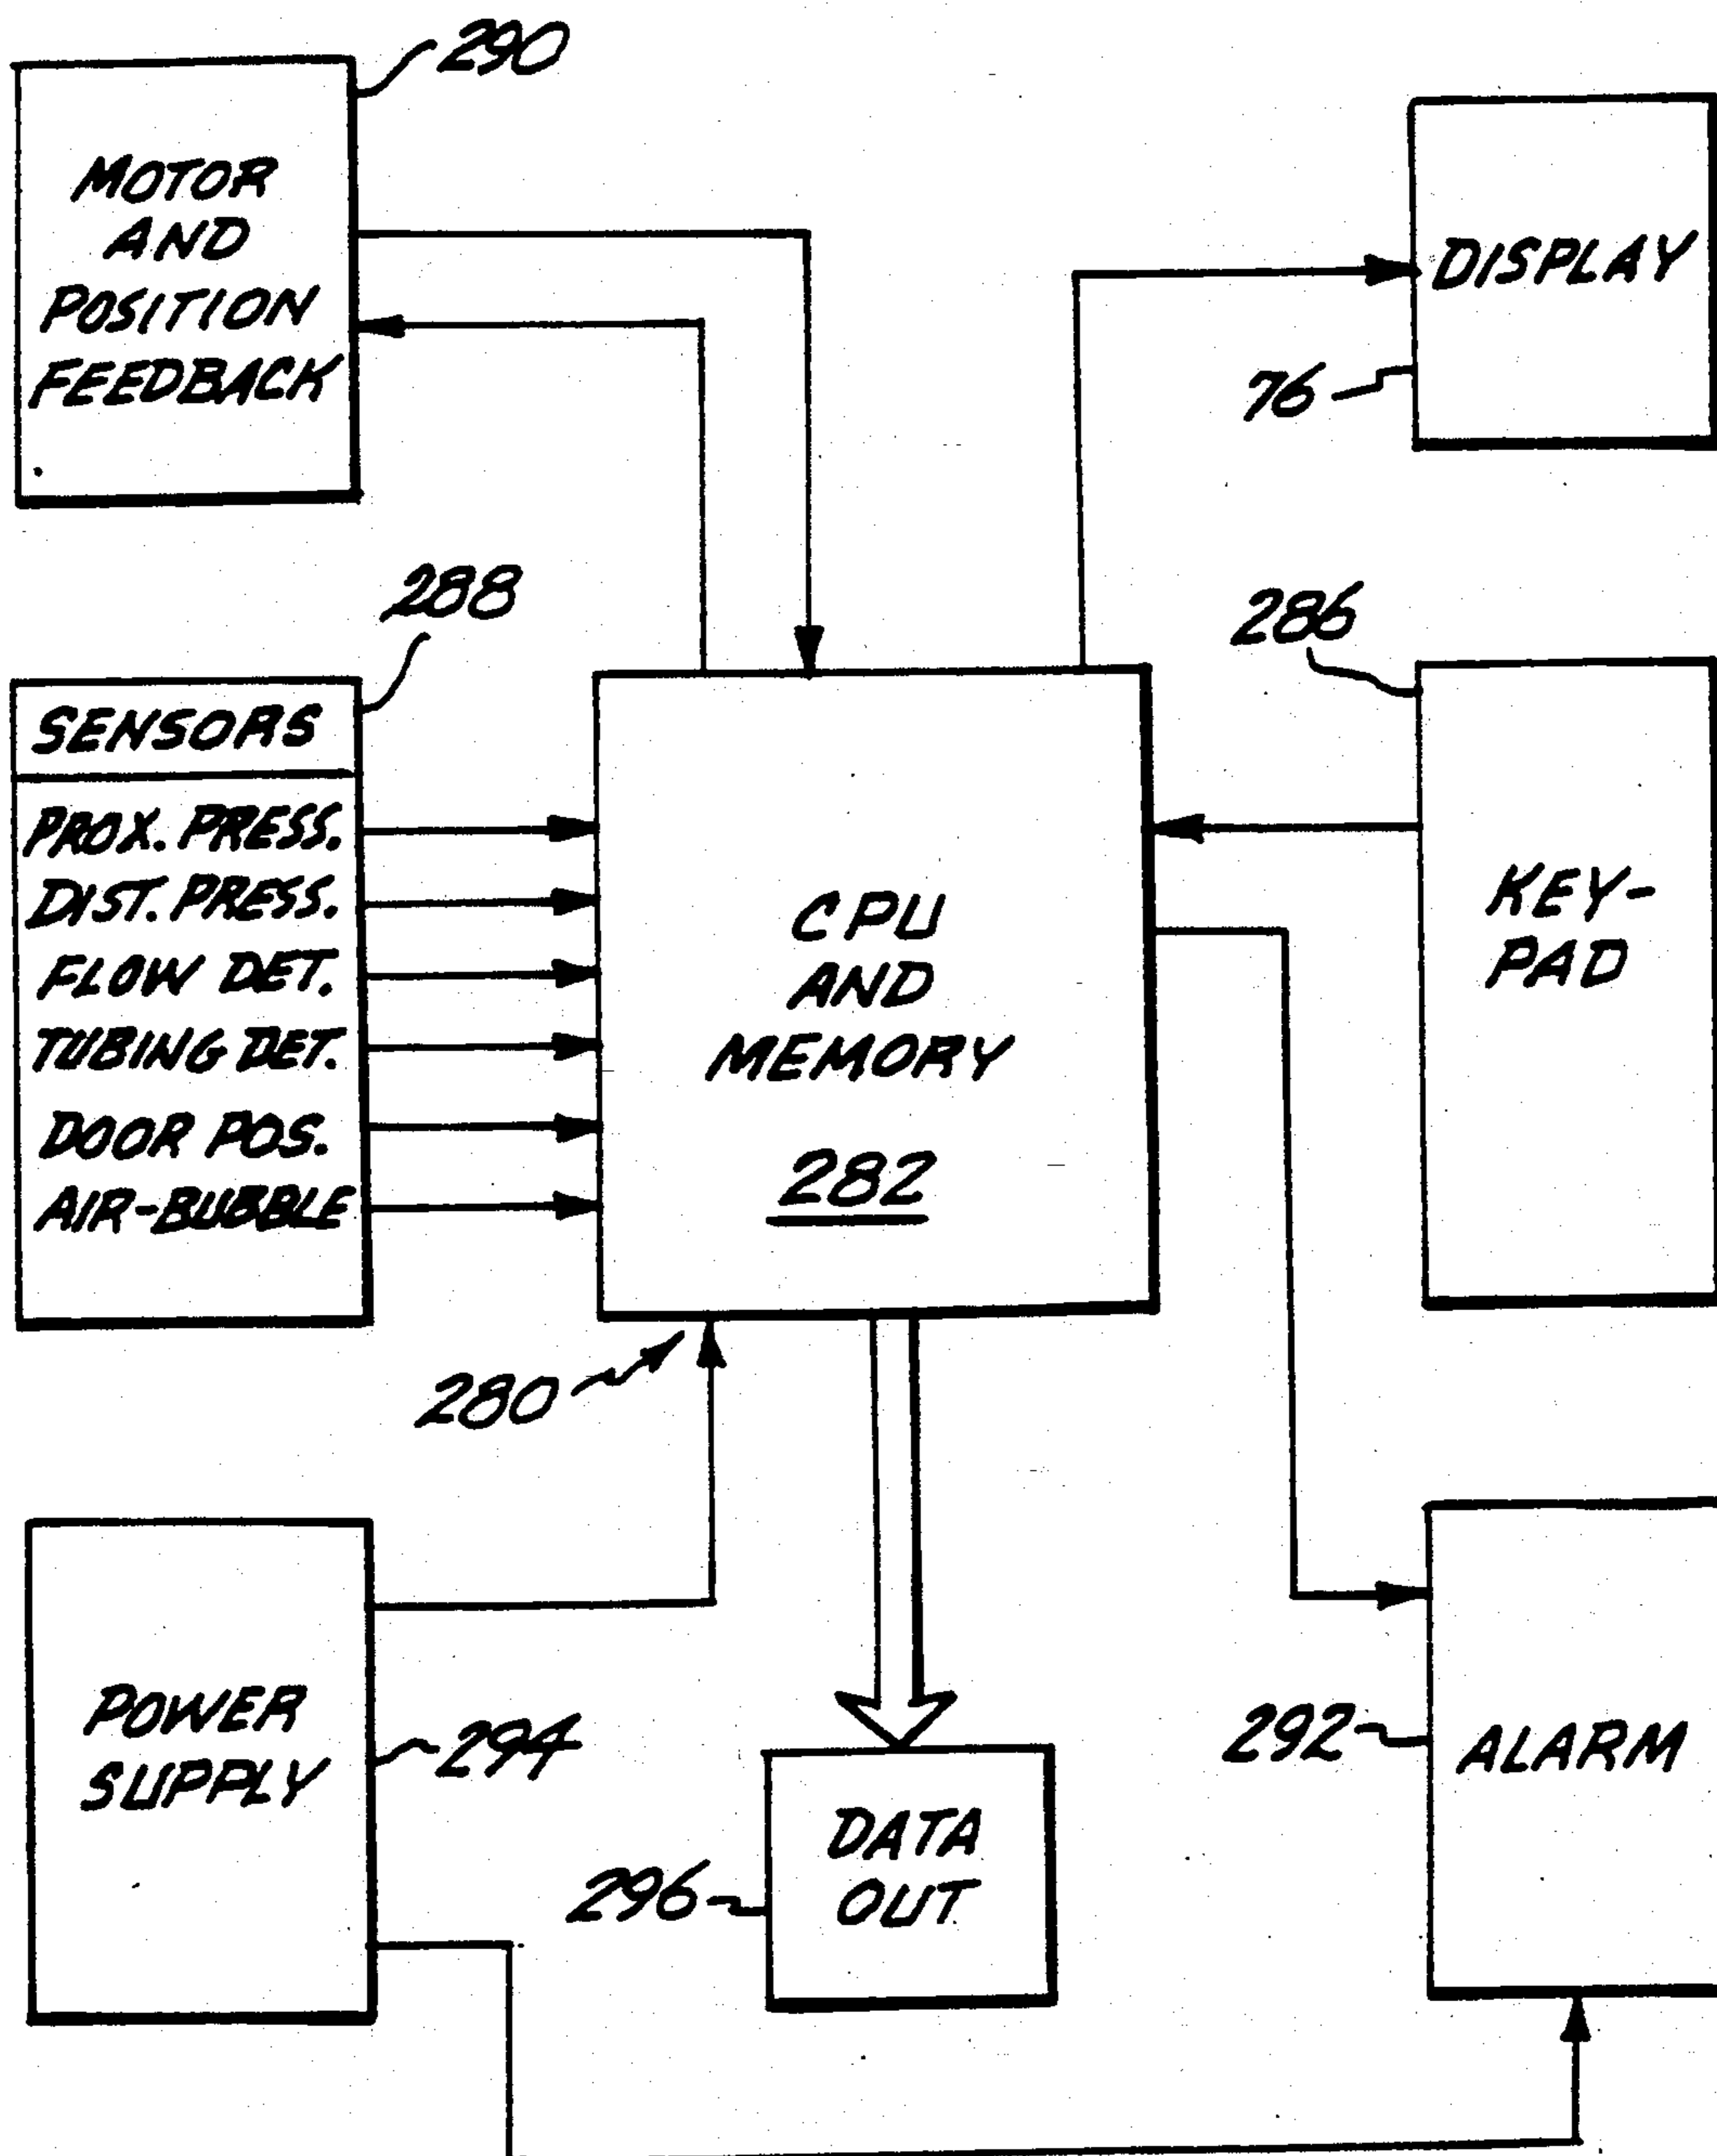 290
MOTOR
AND
POSITION
FEEDBACK
DISPLAY
76
288
SENSORS
PROX. PRESS.
DIST. PRESS.
FLOW DET.
TUBING DET.
DOOR POS.
AIR-BUBBLE
CPU
AND
MEMORY
282
286
KEY-
PAD
280
POWER
SUPPLY
294
DATA
OUT
296
292
ALARM